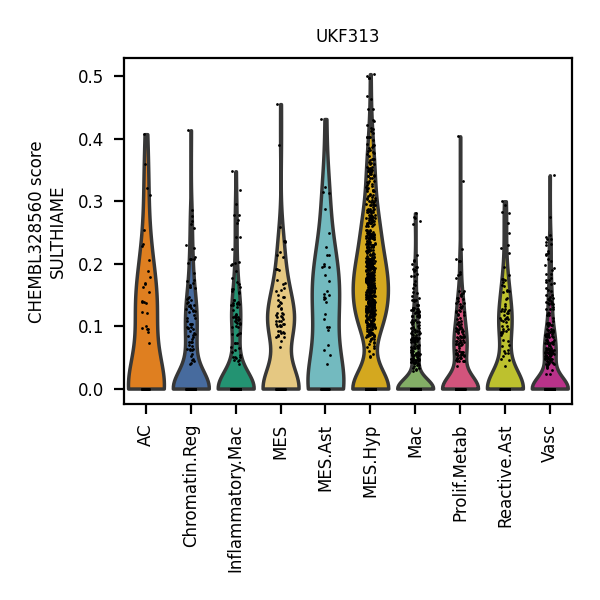 UKF313
CHEMBL328560 score
SULTHIAME
0.5
0.4
0.3
0.2
0.1
0.0
AC
Chromatin.Reg
Inflammatory.Mac
MES
MES.Ast
MES.Hyp
Mac
Prolif.Metab
Reactive.Ast
Vasc